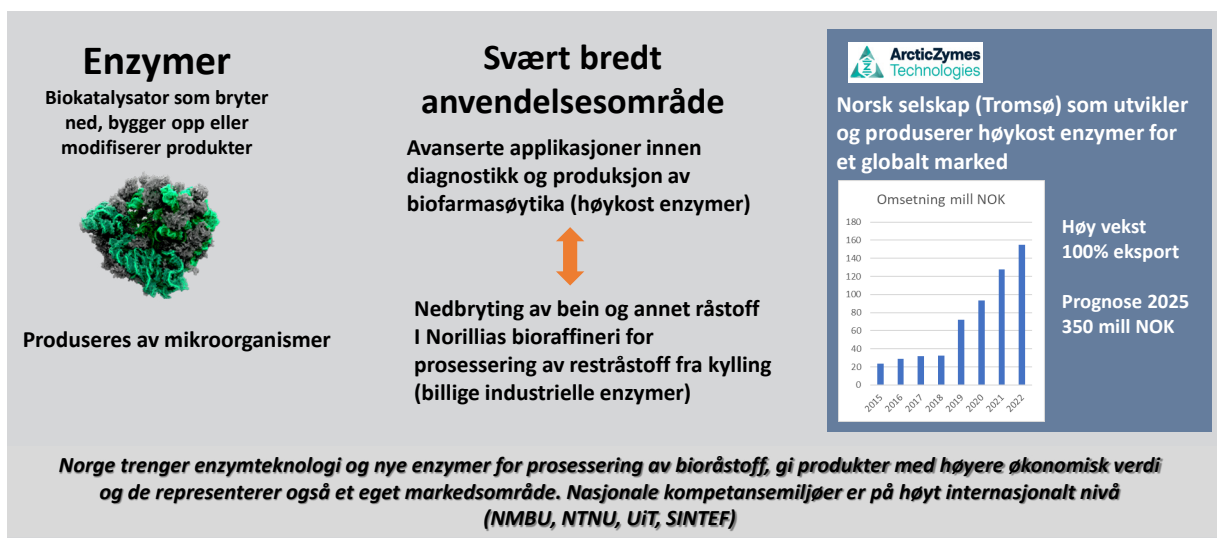 Enzymer
Biokatalysator som bryter
ned, bygger opp eller
modifiserer produkter
Produseres av mikroorganismer
Svært bredt
anvendelsesområde
Avanserte applikasjoner innen
diagnostikk og produksjon av
biofarmasøytika (høykost enzymer)
Nedbryting av bein og annet råstoff
I Norillias bioraffineri for
prosessering av restråstoff fra kylling
(billige industrielle enzymer)
ArcticZymes
Technologies
Norsk selskap (Tromsø) som utvikler
og produserer høykost enzymer for
et globalt marked
Omsetning mill NOK
180
160
140
120
100
80
60
40
20
0
2015
2016
2017
2018
2019
2020
2021
2022
Høy vekst
100% eksport
Prognose 2025
350 mill NOK
Norge trenger enzymteknologi og nye enzymer for prosessering av bioråstoff, gi produkter med høyere økonomisk verdi
og de representerer også et eget markedsområde. Nasjonale kompetansemiljøer er på høyt internasjonalt nivå
(NMBU, NTNU, UiT, SINTEF)